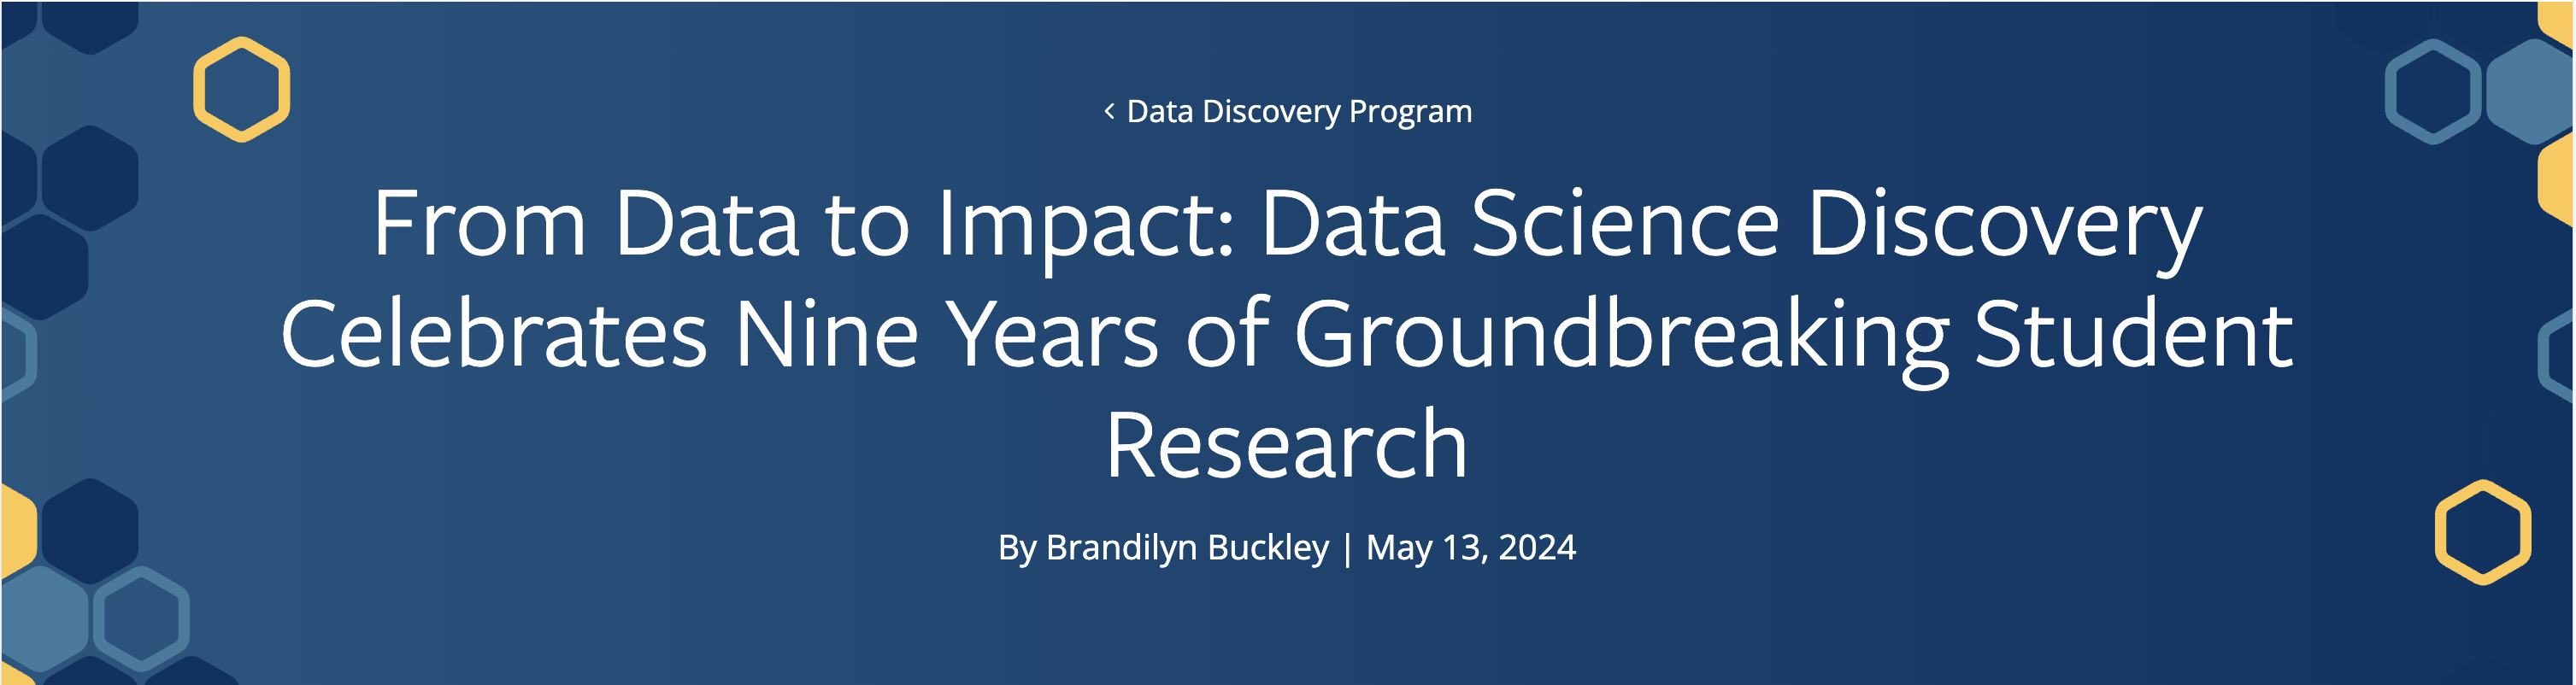 < Data Discovery Program
From Data to Impact: Data Science Discovery
Celebrates Nine Years of Groundbreaking Student
Research
By Brandilyn Buckley | May 13, 2024